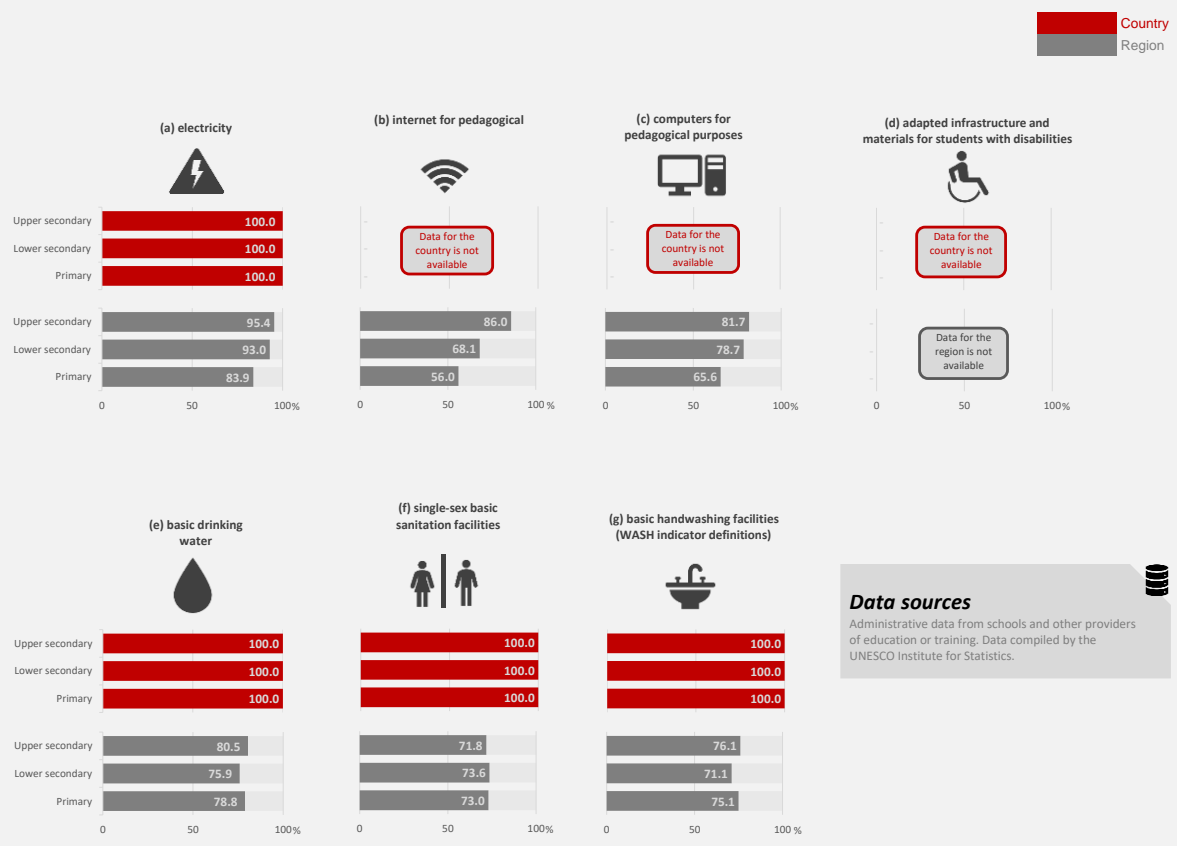 Country
Region
(a) electricity
Upper secondary
100.0
Lower secondary
100.0
Primary
100.0
Upper secondary
95.4
Lower secondary
93.0
Primary
83.9
0 50 100%
(b) internet for pedagogical
Data for the
country is not
available
86.0
68.1
56.0
0 50 100%
(c) computers for
pedagogical purposes
Data for the
country is not
available
81.7
78.7
65.6
0 50 100%
(d) adapted infrastructure and
materials for students with disabilities
Data for the
country is not
available
Data for the
region is not
available
0 50 100%
(e) basic drinking
water
Upper secondary
100.0
Lower secondary
100.0
Primary
100.0
Upper secondary
80.5
Lower secondary
75.9
Primary
78.8
0 50 100%
(f) single-sex basic
sanitation facilities
100.0
100.0
100.0
71.8
73.6
73.0
0 50 100%
(g) basic handwashing facilities
(WASH indicator definitions)
100.0
100.0
100.0
76.1
71.1
75.1
0 50 100%
Data sources
Administrative data from schools and other providers
of education or training. Data compiled by the
UNESCO Institute for Statistics.